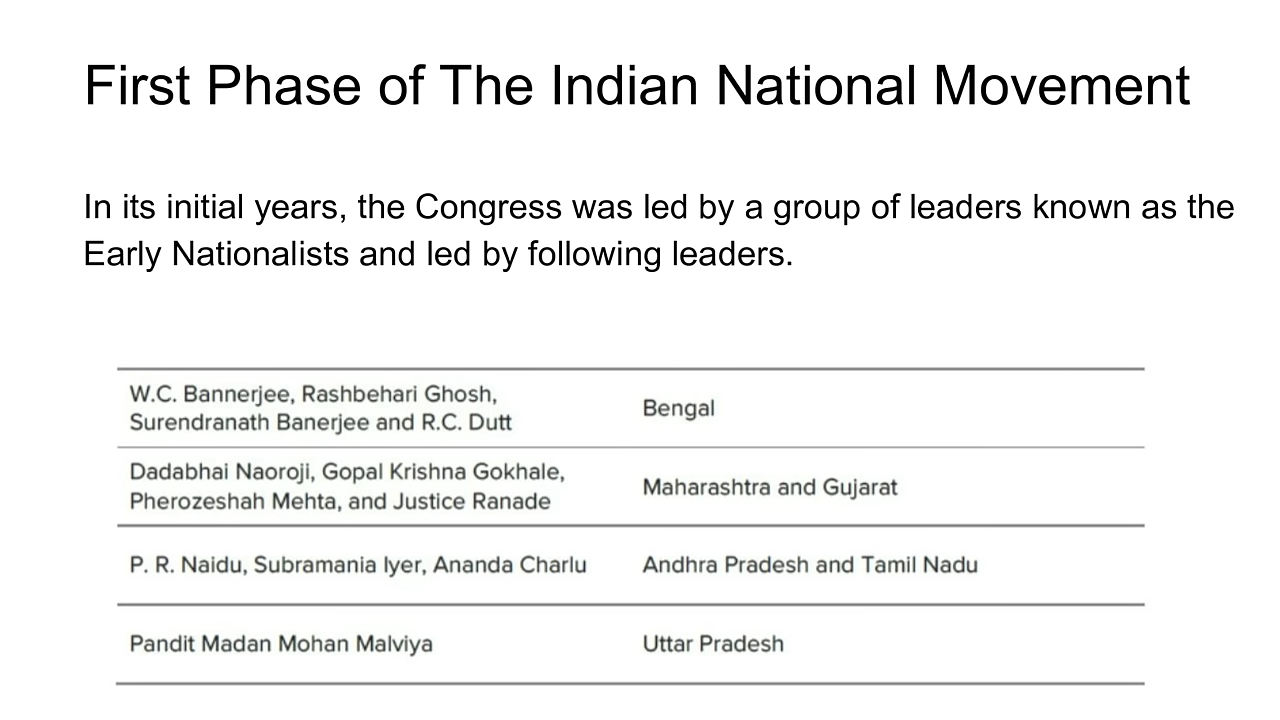 First Phase of The Indian National Movement
In its initial years, the Congress was led by a group of leaders known as the
Early Nationalists and led by following leaders.
W.C. Bannerjee, Rashbehari Ghosh,
Surendranath Banerjee and R.C. Dutt
Bengal
Dadabhai Naoroji, Gopal Krishna Gokhale,
Pherozeshah Mehta, and Justice Ranade
Maharashtra and Gujarat
P. R. Naidu, Subramania Iyer, Ananda Charlu
Andhra Pradesh and Tamil Nadu
Pandit Madan Mohan Malviya
Uttar Pradesh